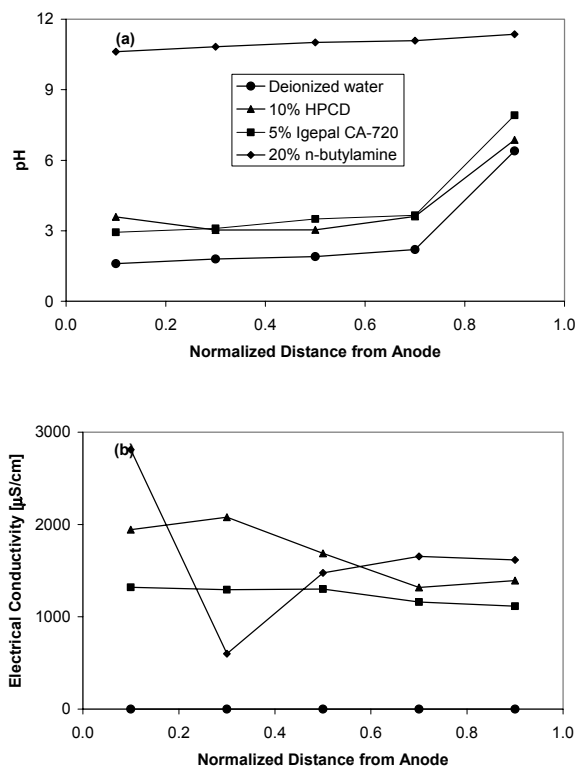 12
(a)
9
pH
6
3
0
Deionized water
10% HPCD
5% Igepal CA-720
20% n-butylamine
0.0 0.2 0.4 0.6 0.8 1.0
Normalized Distance from Anode
3000
(b)
Electrical Conductivity [µS/cm]
2000
1000
0
0.0 0.2 0.4 0.6 0.8 1.0
Normalized Distance from Anode